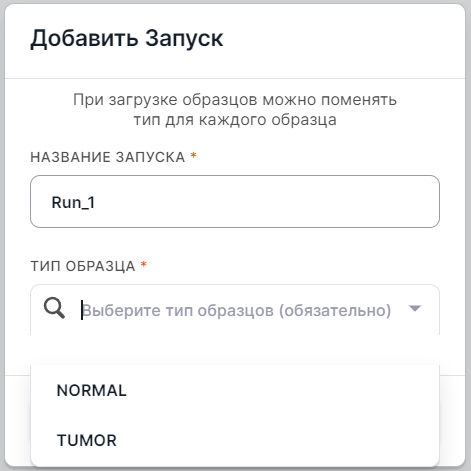 Добавить Запуск
При загрузке образцов можно поменять
тип для каждого образца
НАЗВАНИЕ ЗАПУСКА *
Run_1
ТИП ОБРАЗЦА *
Выберите тип образцов (обязательно)
NORMAL
TUMOR